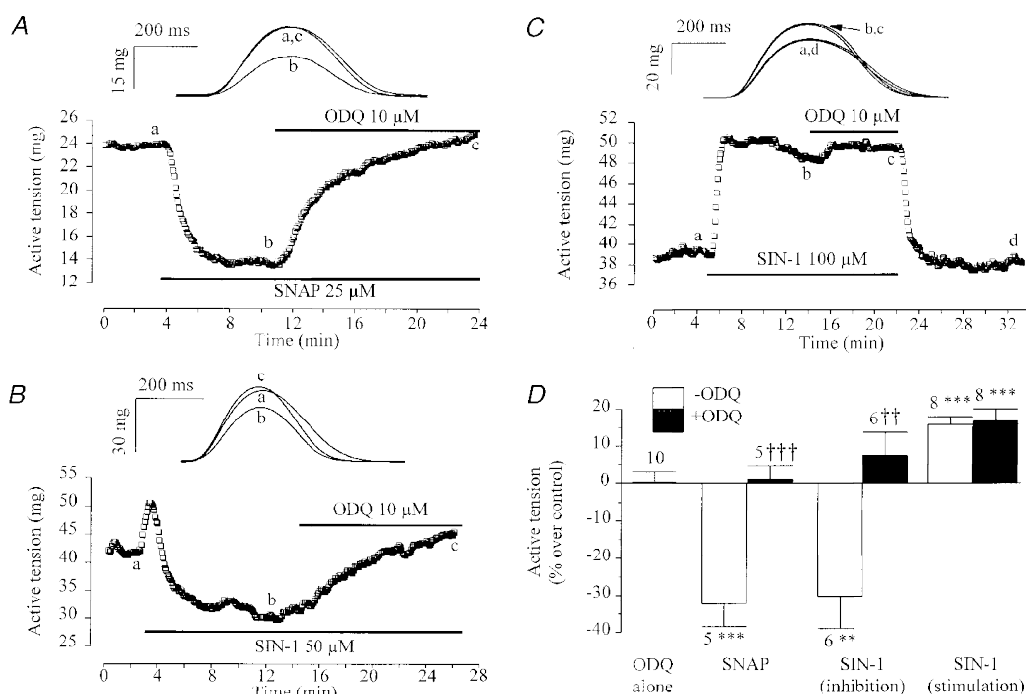 A
200 ms
15 mg
a,c
b
ODQ 10 µM
Active tension (mg)
26
24
22
20
18
16
14
12
a
b
c
SNAP 25 µM
0 4 8 12 16 20 24
Time (min)
B
200 ms
30 mg
c
a
b
ODQ 10 µM
Active tension (mg)
55
50
45
40
35
30
25
a
b
c
SIN-1 50 µM
0 4 8 12 16 20 24 28
Time (min)
C
200 ms
20 mg
b.c
a,d
ODQ 10 µM
Active tension (mg)
52
50
48
46
44
42
40
38
36
a
b
c
d
SIN-1 100 µM
0 4 8 12 16 20 24 28 32
Time (min)
D
-ODQ
+ODQ
Active tension
(% over control)
20
10
0
-10
-20
-30
-40
10
5 †††
5 ***
6 ††
6 **
8 ***
8 ***
ODQ
alone
SNAP
SIN-1
(inhibition)
SIN-1
(stimulation)